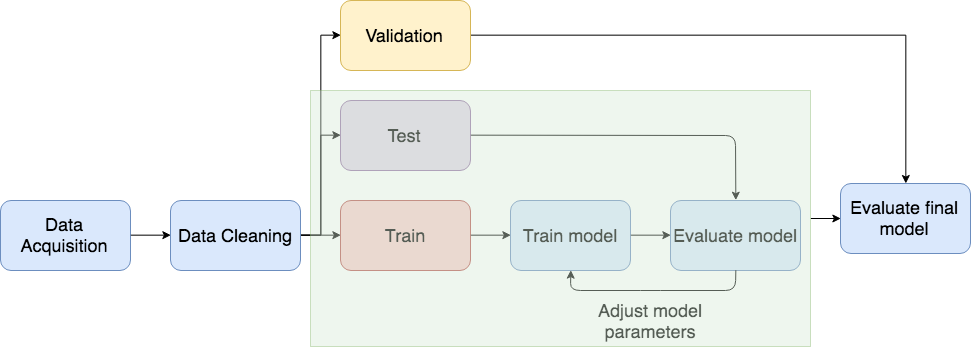 Validation
Test
Data
Acquisition
Data Cleaning
Train
Train model
Evaluate model
Evaluate final
model
Adjust model
parameters